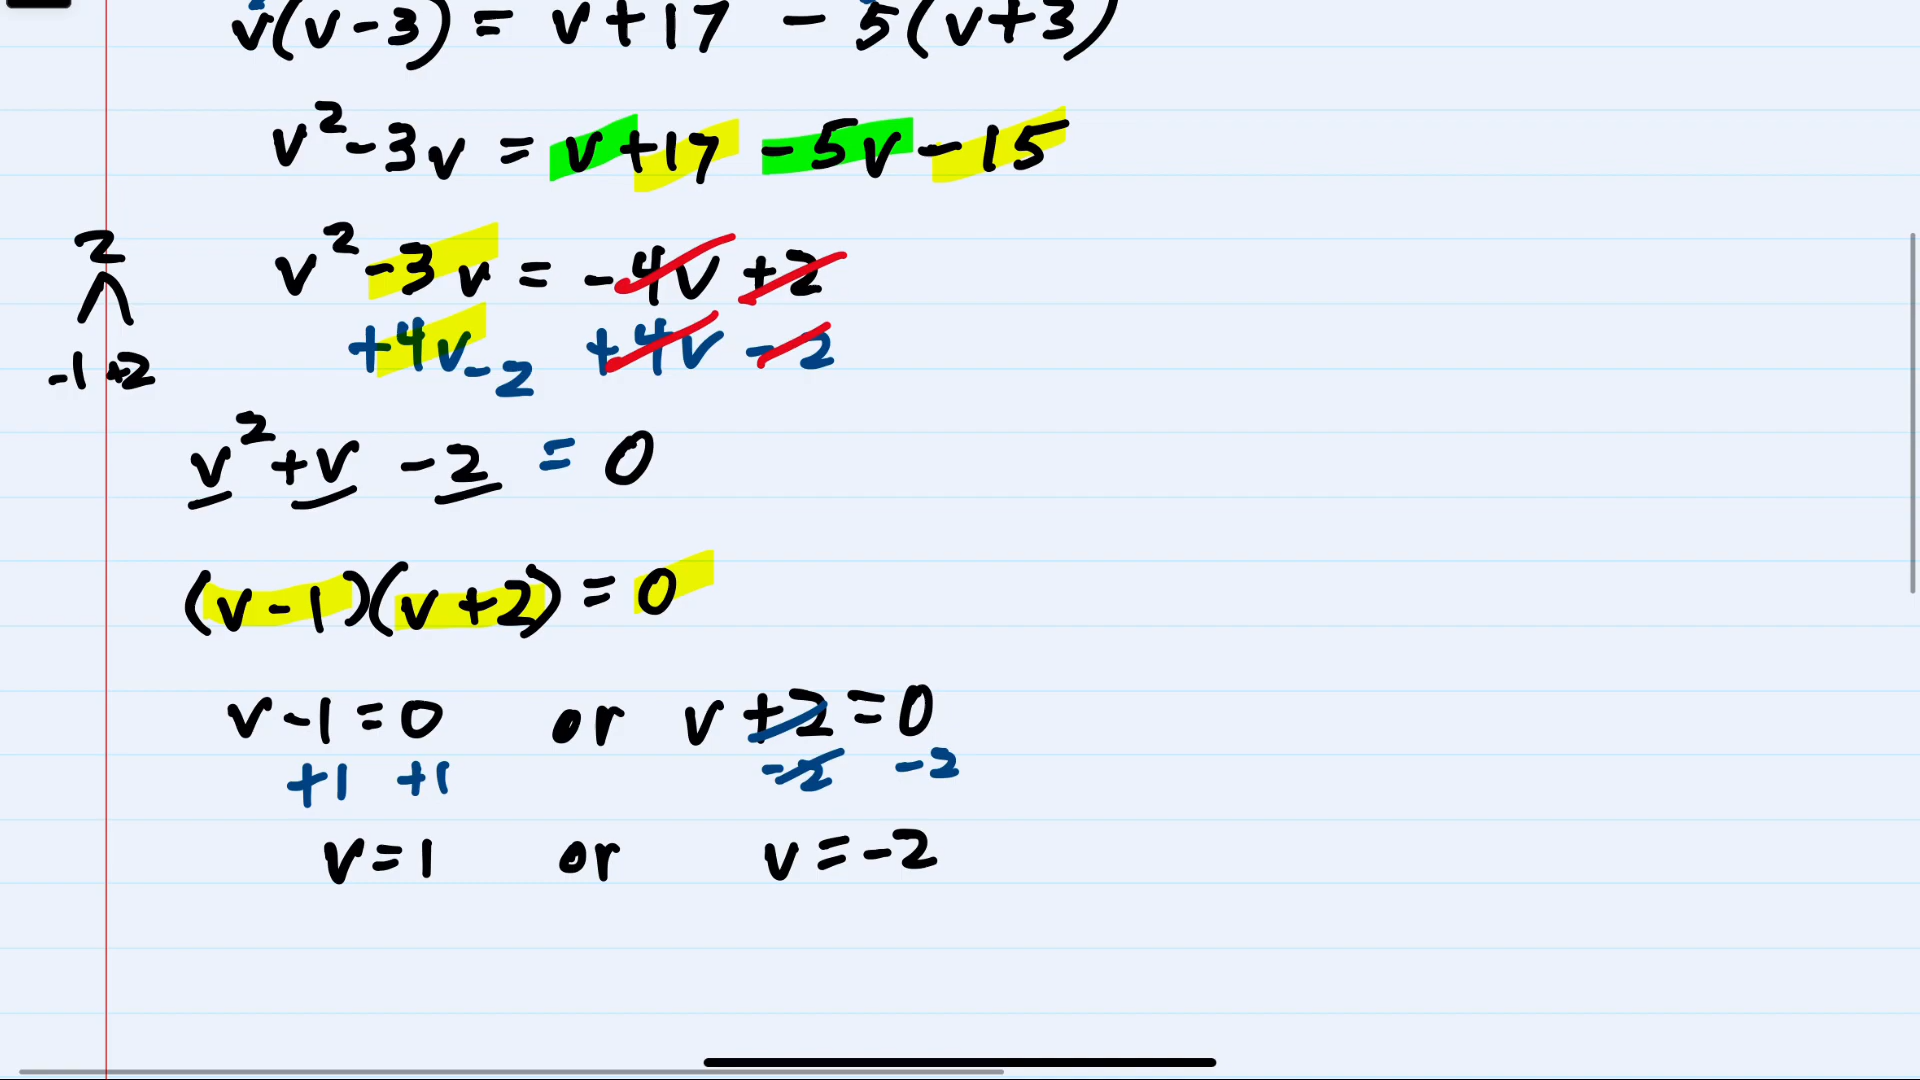 v(v-3) = v+17 - 5(v+3)
v²-3v = v+17 -5v-15
2
v²-3v = -4v+2
+4v-2 +4v-2
-1 +2
v²+v-2 = 0
(v-1)(v+2) = 0
v-1=0 or v+2=0
+1 +1 -2 -2
v=1 or v=-2